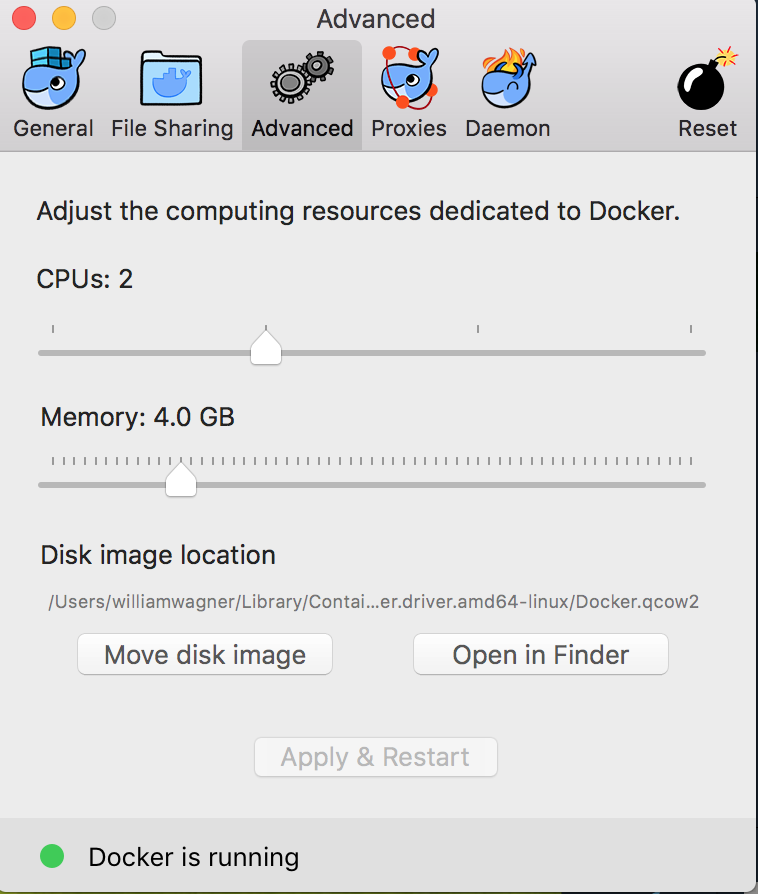 Advanced
General File Sharing Advanced Proxies Daemon Reset
Adjust the computing resources dedicated to Docker.
CPUs: 2
Memory: 4.0 GB
Disk image location
/Users/williamwagner/Library/Contai...er.driver.amd64-linux/Docker.qcow2
Move disk image Open in Finder
Apply & Restart
Docker is running